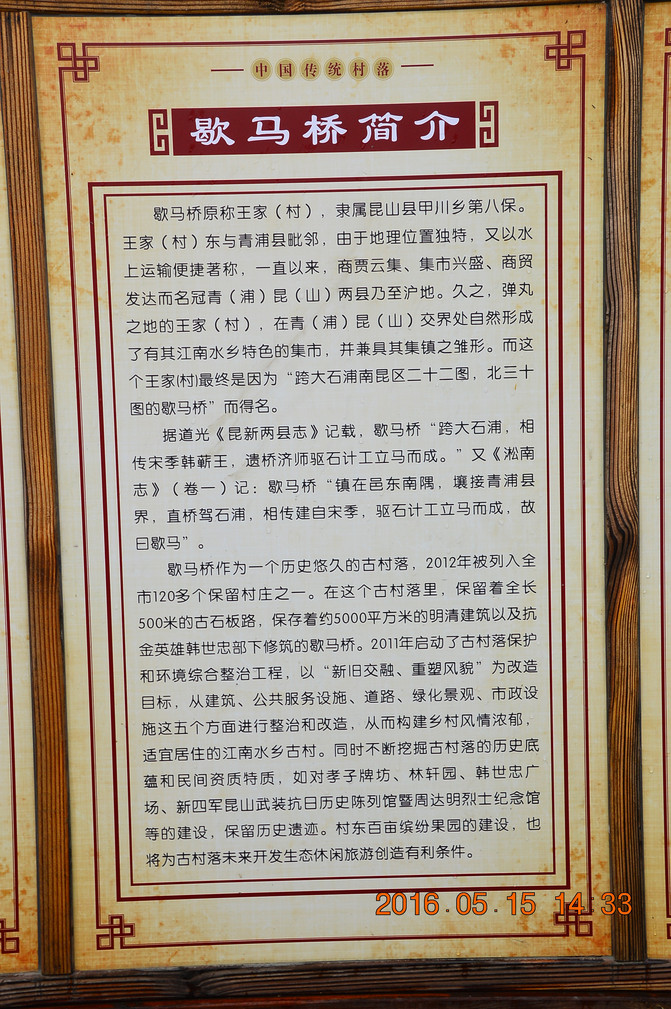 中国传统村落
歇马桥简介
歇马桥原称王家（村），隶属昆山县甲川乡第八保。
王家（村）东与青浦县毗邻，由于地理位置独特，又以水
上运输便捷著称，一直以来，商贾云集、集市兴盛、商贸
发达而名冠青（浦）昆（山）两县乃至沪地。久之，弹丸
之地的王家（村），在青（浦）昆（山）交界处自然形成
了有其江南水乡特色的集市，并兼具其集镇之雏形。而这
个王家(村)最终是因为“跨大石浦南昆区二十二图，北三十
图的歇马桥”而得名。
据道光《昆新两县志》记载，歇马桥“跨大石浦，相
传宋季韩蕲王，遗桥济师驱石计工立马而成。”又《淞南
志》（卷一）记：歇马桥“镇在邑东南隅，壤接青浦县
界，直桥驾石浦，相传建自宋季，驱石计工立马而成，故
曰歇马”。
歇马桥作为一个历史悠久的古村落，2012年被列入全
市120多个保留村庄之一。在这个古村落里，保留着全长
500米的古石板路，保存着约5000平方米的明清建筑以及抗
金英雄韩世忠部下修筑的歇马桥。2011年启动了古村落保护
和环境综合整治工程，以“新旧交融、重塑风貌”为改造
目标，从建筑、公共服务设施、道路、绿化景观、市政设
施这五个方面进行整治和改造，从而构建乡村风情浓郁，
适宜居住的江南水乡古村。同时不断挖掘古村落的历史底
蕴和民间资质特质，如对孝子牌坊、林轩园、韩世忠广
场、新四军昆山武装抗日历史陈列馆暨周达明烈士纪念馆
等的建设，保留历史遗迹。村东百亩缤纷果园的建设，也
将为古村落未来开发生态休闲旅游创造有利条件。
2016.05.15 14:33